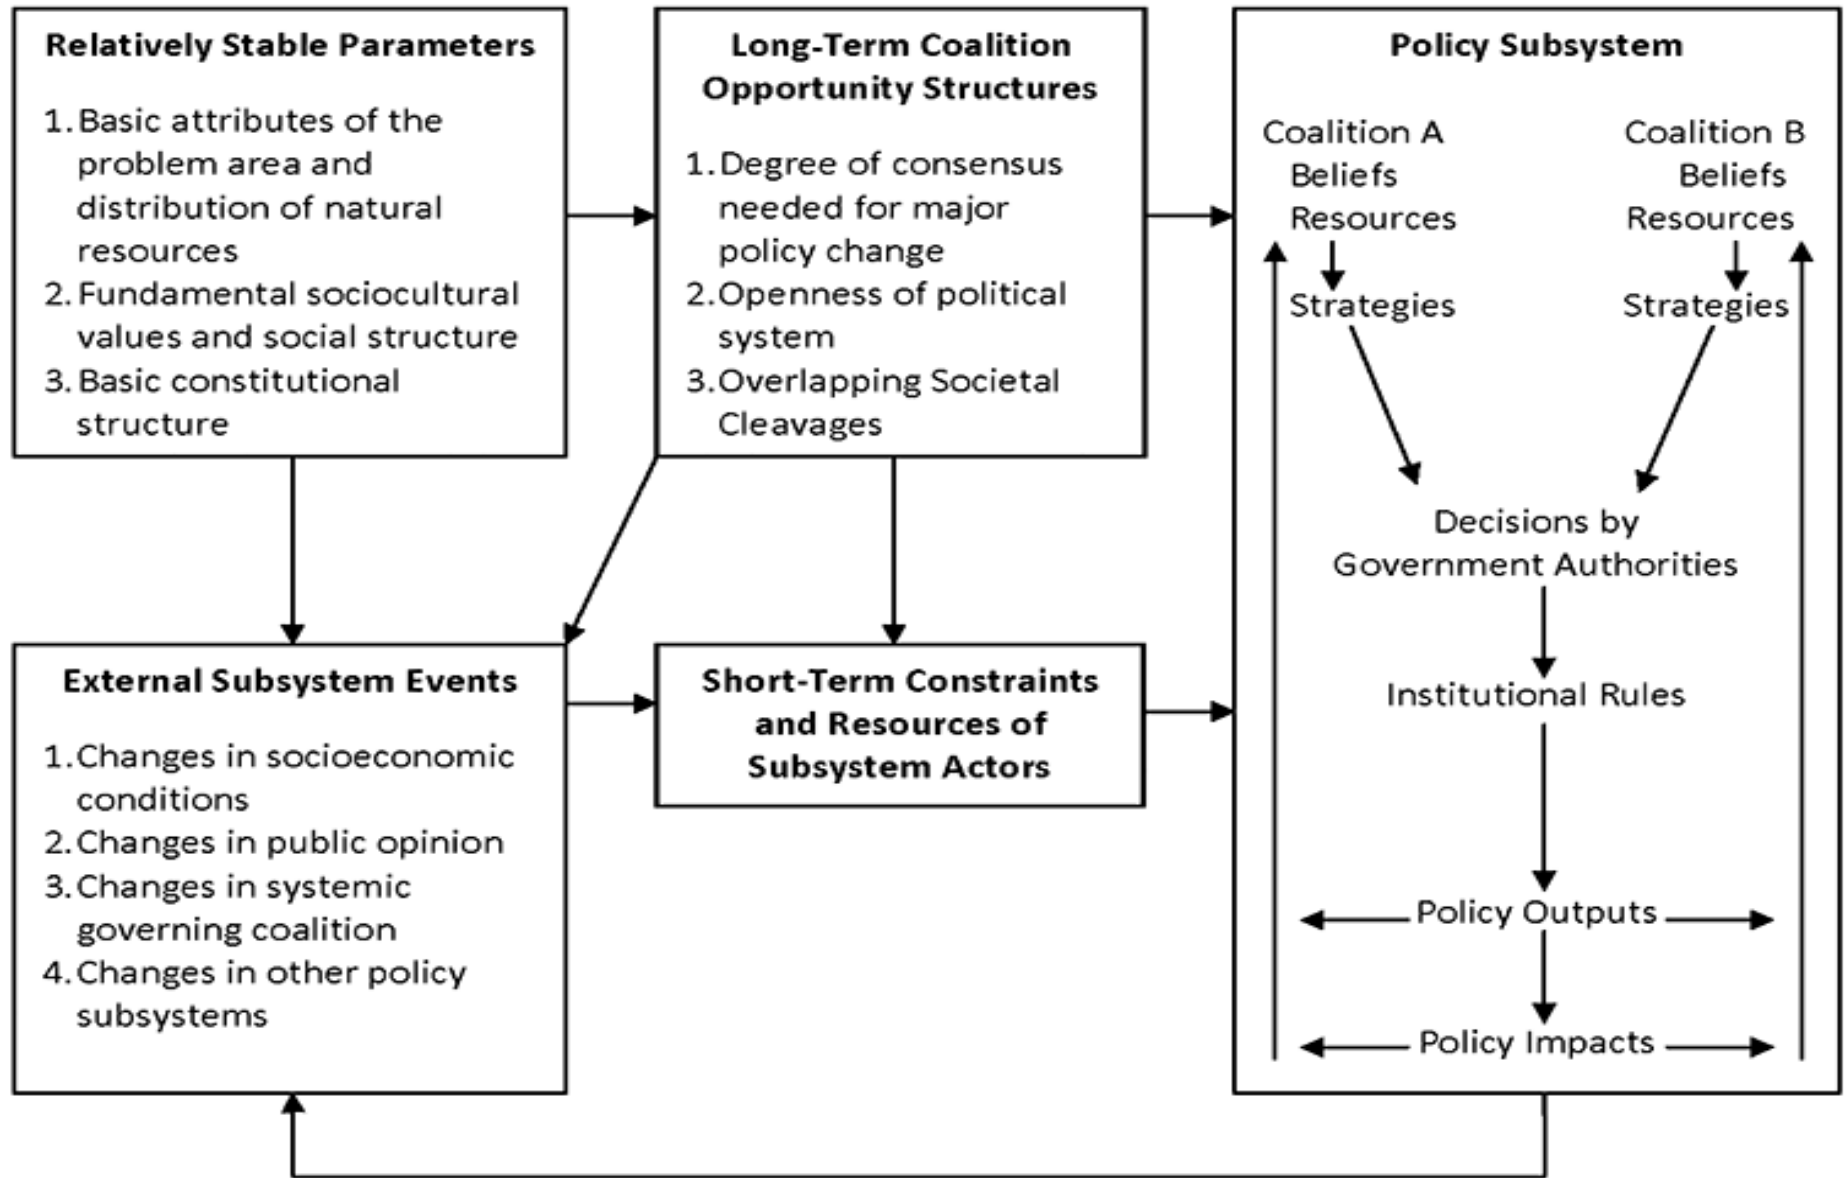 Relatively Stable Parameters
1. Basic attributes of the
problem area and
distribution of natural
resources
2. Fundamental sociocultural
values and social structure
3. Basic constitutional
structure
Long-Term Coalition
Opportunity Structures
1. Degree of consensus
needed for major
policy change
2. Openness of political
system
3. Overlapping Societal
Cleavages
External Subsystem Events
1. Changes in socioeconomic
conditions
2. Changes in public opinion
3. Changes in systemic
governing coalition
4. Changes in other policy
subsystems
Short-Term Constraints
and Resources of
Subsystem Actors
Policy Subsystem
Coalition A
Beliefs
Resources
Strategies
Coalition B
Beliefs
Resources
Strategies
Decisions by
Government Authorities
Institutional Rules
Policy Outputs
Policy Impacts